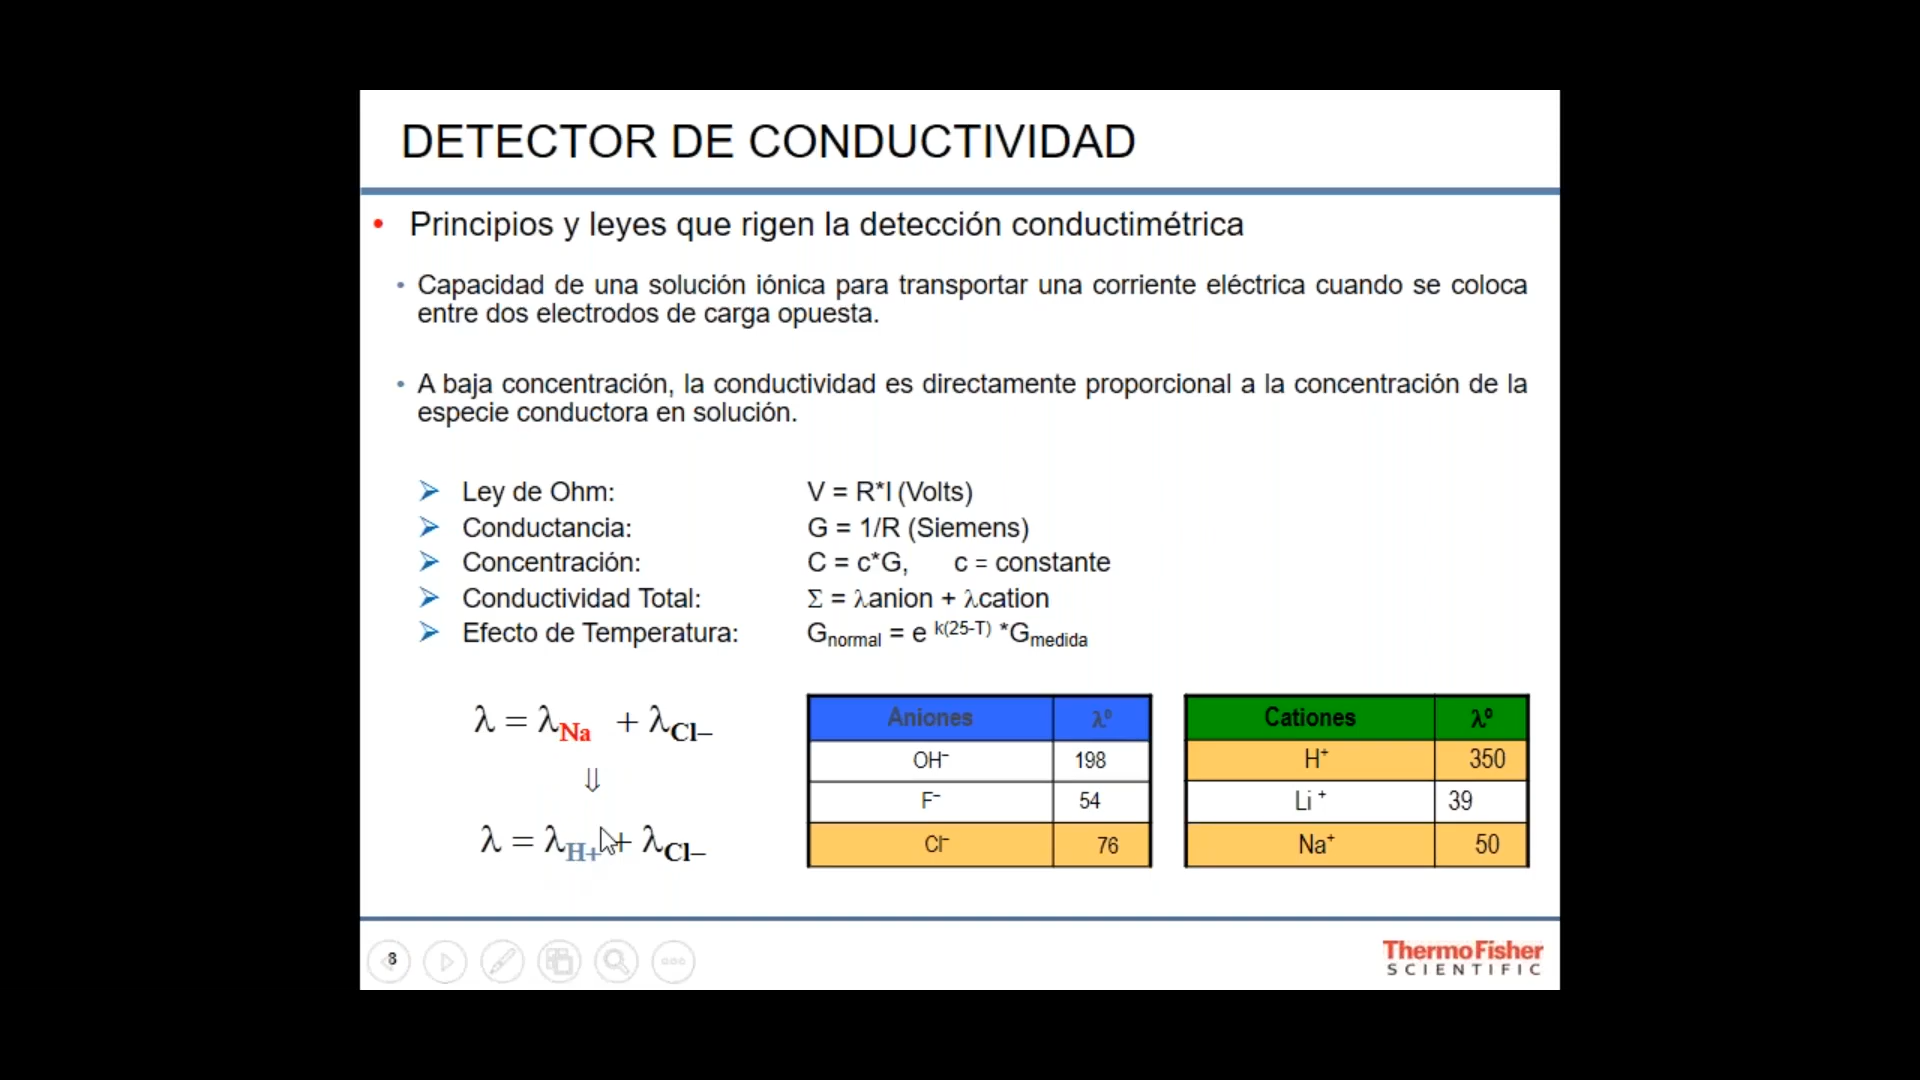 DETECTOR DE CONDUCTIVIDAD
• Principios y leyes que rigen la detección conductimétrica
• Capacidad de una solución iónica para transportar una corriente eléctrica cuando se coloca
entre dos electrodos de carga opuesta.
• A baja concentración, la conductividad es directamente proporcional a la concentración de la
especie conductora en solución.
➢ Ley de Ohm: V = R*I (Volts)
➢ Conductancia: G = 1/R (Siemens)
➢ Concentración: C = c*G, c = constante
➢ Conductividad Total: Σ = λanion + λcation
➢ Efecto de Temperatura: Gnormal = e k(25-T) *Gmedida
λ = λNa + λCl–
⇓
λ = λH+ + λCl–
Aniones λº
OH⁻ 198
F⁻ 54
Cl⁻ 76
Cationes λº
H⁺ 350
Li ⁺ 39
Na⁺ 50
8
ThermoFisher
SCIENTIFIC